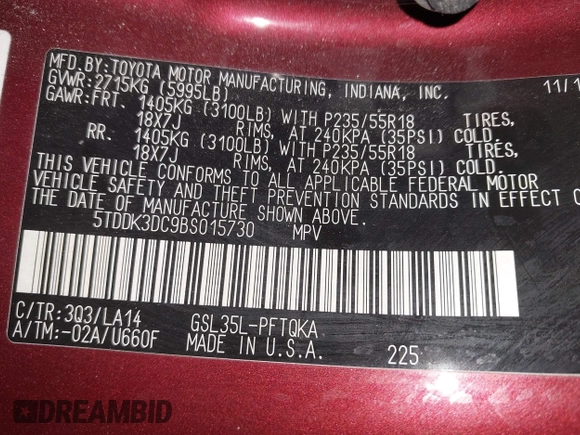 MFD. BY: TOYOTA MOTOR MANUFACTURING, INDIANA, INC. 11/1
GVWR: 2715KG (5995LB)
GAWR: FRT. 1405KG (3100LB) WITH P235/55R18 TIRES,
18X7J RIMS, AT 240KPA (35PSI) COLD.
RR. 1405KG (3100LB) WITH P235/55R18 TIRES,
18X7J RIMS, AT 240KPA (35PSI) COLD.
THIS VEHICLE CONFORMS TO ALL APPLICABLE FEDERAL MOTOR
VEHICLE SAFETY AND THEFT PREVENTION STANDARDS IN EFFECT O
THE DATE OF MANUFACTURE SHOWN ABOVE.
5TDDK3DC9BS015730 MPV
C/TR: 3Q3/LA14 GSL35L-PFTQKA
A/TM: -02A/U660F MADE IN U.S.A. 225
DREAMBID